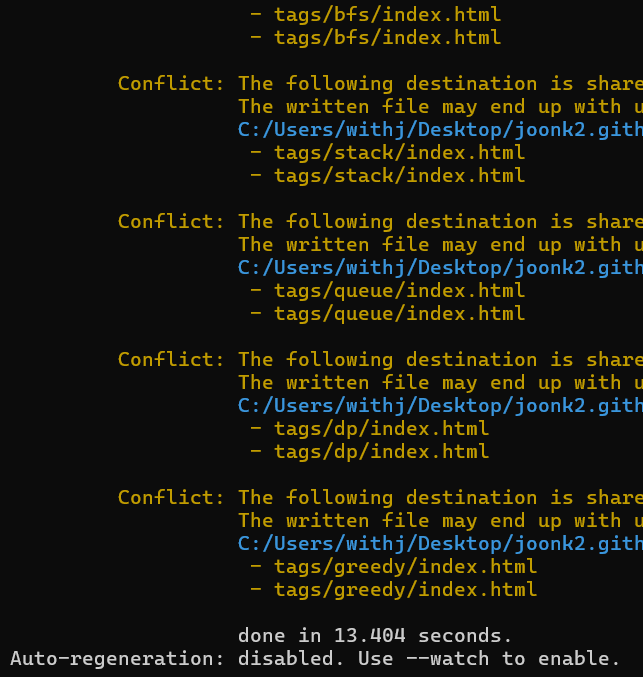 - tags/bfs/index.html
- tags/bfs/index.html
Conflict: The following destination is share
The written file may end up with u
C:/Users/withj/Desktop/joonk2.gith
- tags/stack/index.html
- tags/stack/index.html
Conflict: The following destination is share
The written file may end up with u
C:/Users/withj/Desktop/joonk2.gith
- tags/queue/index.html
- tags/queue/index.html
Conflict: The following destination is share
The written file may end up with u
C:/Users/withj/Desktop/joonk2.gith
- tags/dp/index.html
- tags/dp/index.html
Conflict: The following destination is share
The written file may end up with u
C:/Users/withj/Desktop/joonk2.gith
- tags/greedy/index.html
- tags/greedy/index.html
done in 13.404 seconds.
Auto-regeneration: disabled. Use --watch to enable.